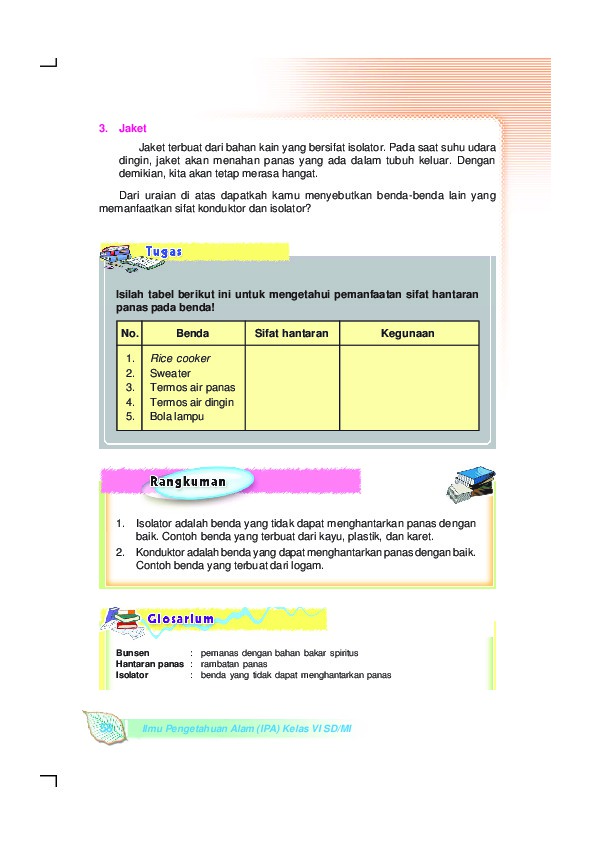 3. Jaket
Jaket terbuat dari bahan kain yang bersifat isolator. Pada saat suhu udara
dingin, jaket akan menahan panas yang ada dalam tubuh keluar. Dengan
demikian, kita akan tetap merasa hangat.
Dari uraian di atas dapatkah kamu menyebutkan benda-benda lain yang
memanfaatkan sifat konduktor dan isolator?
Tugas
Isilah tabel berikut ini untuk mengetahui pemanfaatan sifat hantaran
panas pada benda!
No. Benda Sifat hantaran Kegunaan
1. Rice cooker
2. Sweater
3. Termos air panas
4. Termos air dingin
5. Bola lampu
Rangkuman
1. Isolator adalah benda yang tidak dapat menghantarkan panas dengan
baik. Contoh benda yang terbuat dari kayu, plastik, dan karet.
2. Konduktor adalah benda yang dapat menghantarkan panas dengan baik.
Contoh benda yang terbuat dari logam.
Glosarium
Bunsen : pemanas dengan bahan bakar spiritus
Hantaran panas : rambatan panas
Isolator : benda yang tidak dapat menghantarkan panas
Ilmu Pengetahuan Alam (IPA) Kelas VI SD/MI